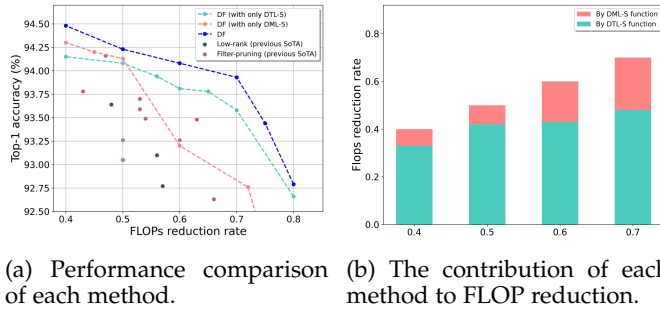 94.50
94.25
94.00
93.75
93.50
93.25
93.00
92.75
92.50
Top-1 accuracy (%)
DF (with only DTL-S)
DF (with only DML-S)
DF
Low-rank (previous SoTA)
Filter-pruning (previous SoTA)
0.4 0.5 0.6 0.7 0.8
FLOPs reduction rate
0.8
0.6
0.4
0.2
0.0
Flops reduction rate
By DML-S function
By DTL-S function
0.4 0.5 0.6 0.7
(a) Performance comparison
of each method.
(b) The contribution of each
method to FLOP reduction.